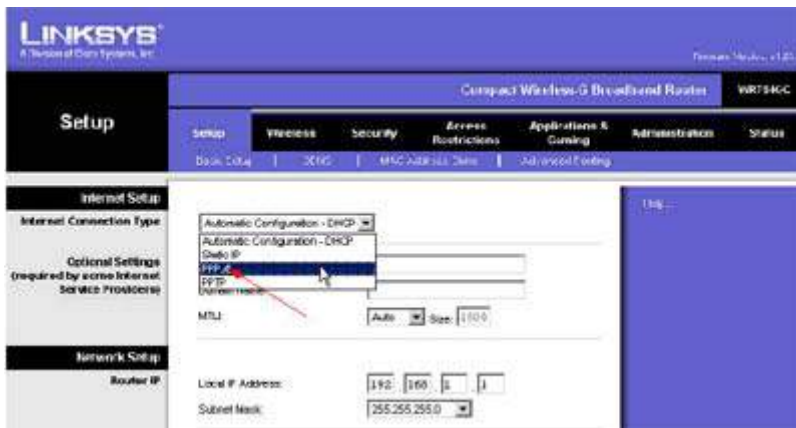 LINKSYS
A Division of Cisco Systems, Inc.
Compact Wireless-G Broadband Router
Setup
Setup
Wireless
Security
Access Restrictions
Applications & Gaming
Administration
Status
Basic Setup | DDNS | MAC Address Clone | Advanced Routing
Internet Setup
Internet Connection Type
Automatic Configuration - DHCP
Automatic Configuration - DHCP
Static IP
PPTP
Optional Settings
(required by some Internet
Service Providers)
MTU:
Auto
Size: 1500
Help...
Network Setup
Router IP
Local IP Address:
192 . 168 . 1 . 1
Subnet Mask:
255.255.255.0